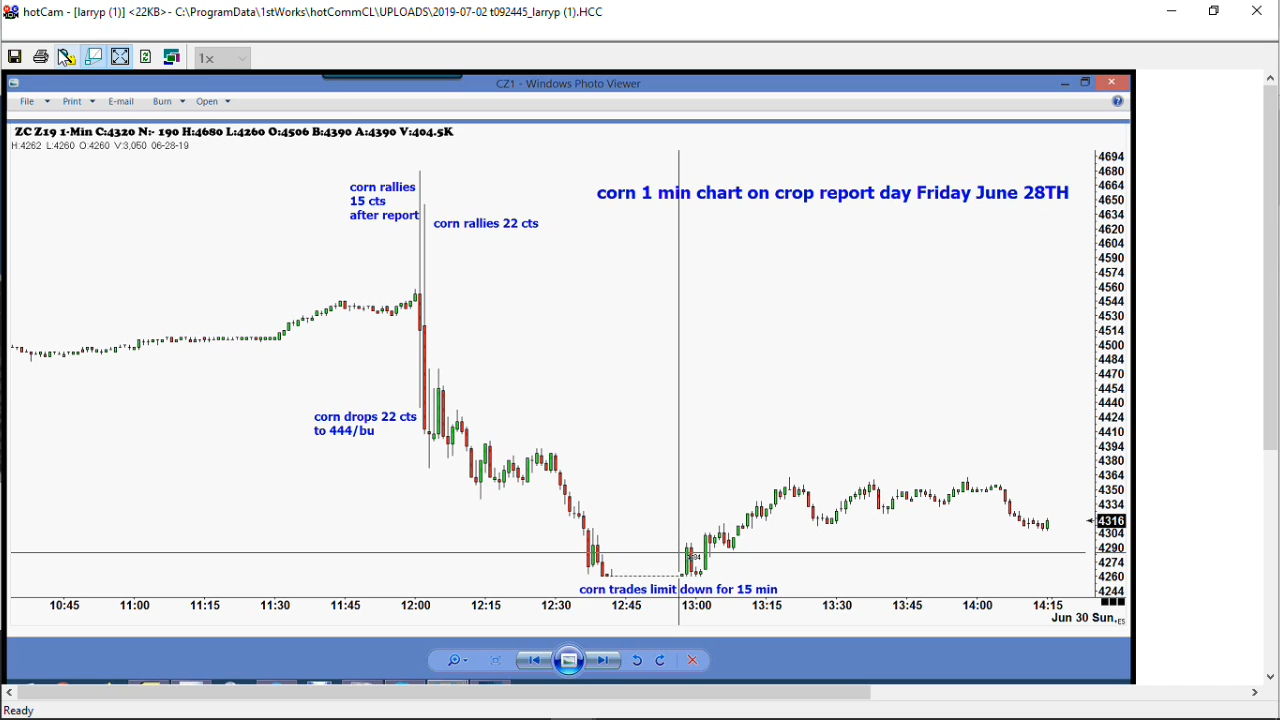 hotCam - [larryp (1)] <22KB> - C:\ProgramData\1stWorks\hotCommCL\UPLOADS\2019-07-02 t092445_larryp (1).HCC
1x
CZ1 - Windows Photo Viewer
File Print E-mail Burn Open
ZC Z19 1-Min C:4320 N:- 190 H:4680 L:4260 O:4506 B:4390 A:4390 V:404.5K
H:4262 L:4260 O:4260 V:3,050 06-28-19
corn 1 min chart on crop report day Friday June 28TH
corn rallies
15 cts
after report
corn rallies 22 cts
corn drops 22 cts
to 444/bu
corn trades limit down for 15 min
4694
4680
4664
4650
4634
4620
4604
4590
4574
4560
4544
4530
4514
4500
4484
4470
4454
4440
4424
4410
4394
4380
4364
4350
4334
4316
4304
4290
4274
4260
4244
10:45 11:00 11:15 11:30 11:45 12:00 12:15 12:30 12:45 13:00 13:15 13:30 13:45 14:00 14:15
Jun 30 Sun.ES
Ready